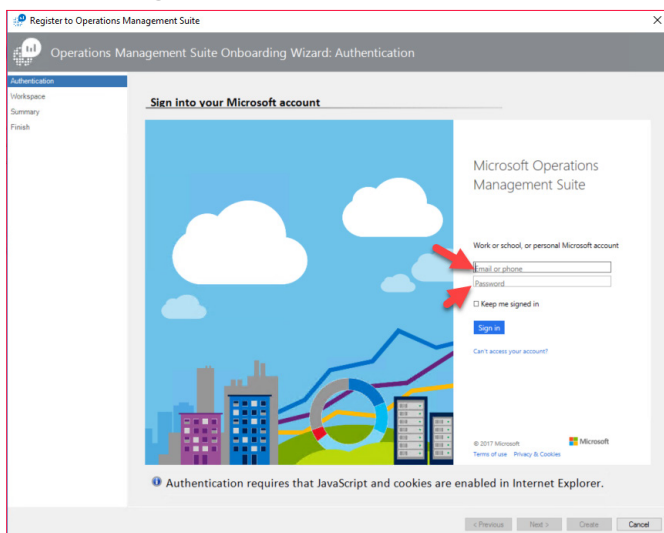 Register to Operations Management Suite
Operations Management Suite Onboarding Wizard: Authentication
Authentication
Workspace
Summary
Finish
Sign into your Microsoft account
Microsoft Operations
Management Suite
Work or school, or personal Microsoft account
Email or phone
Password
Keep me signed in
Sign in
Can't access your account?
© 2017 Microsoft
Microsoft
Terms of use Privacy & Cookies
Authentication requires that JavaScript and cookies are enabled in Internet Explorer.
< Previous Next > Create Cancel